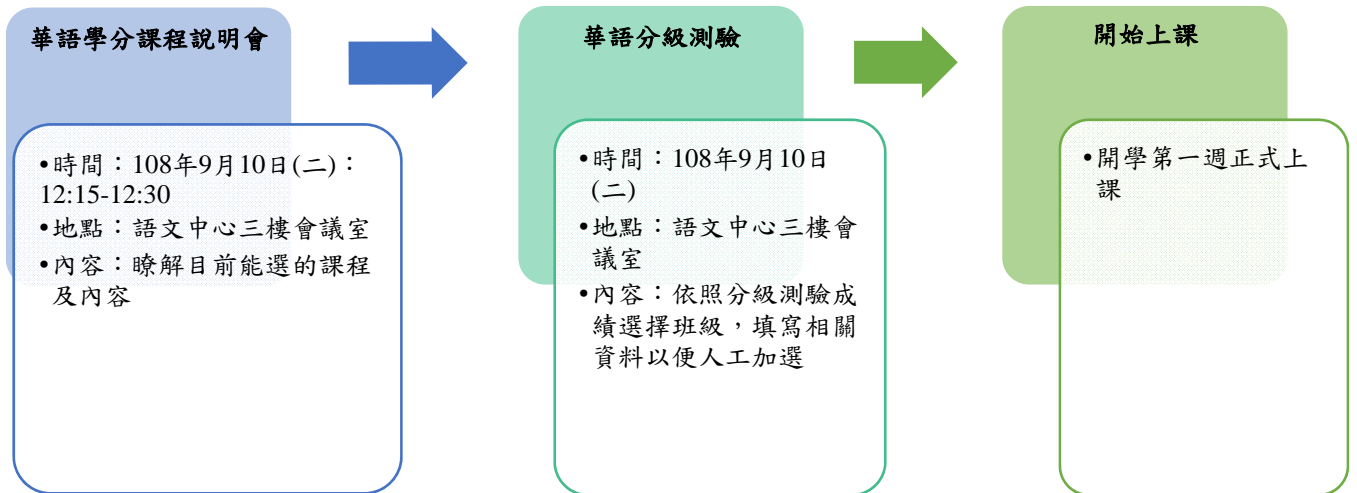 華語學分課程說明會
•時間：108年9月10日(二)：
12:15-12:30
•地點：語文中心三樓會議室
•內容：瞭解目前能選的課程
及內容
華語分級測驗
•時間：108年9月10日
(二)
•地點：語文中心三樓會
議室
•內容：依照分級測驗成
績選擇班級，填寫相關
資料以便人工加選
開始上課
•開學第一週正式上
課